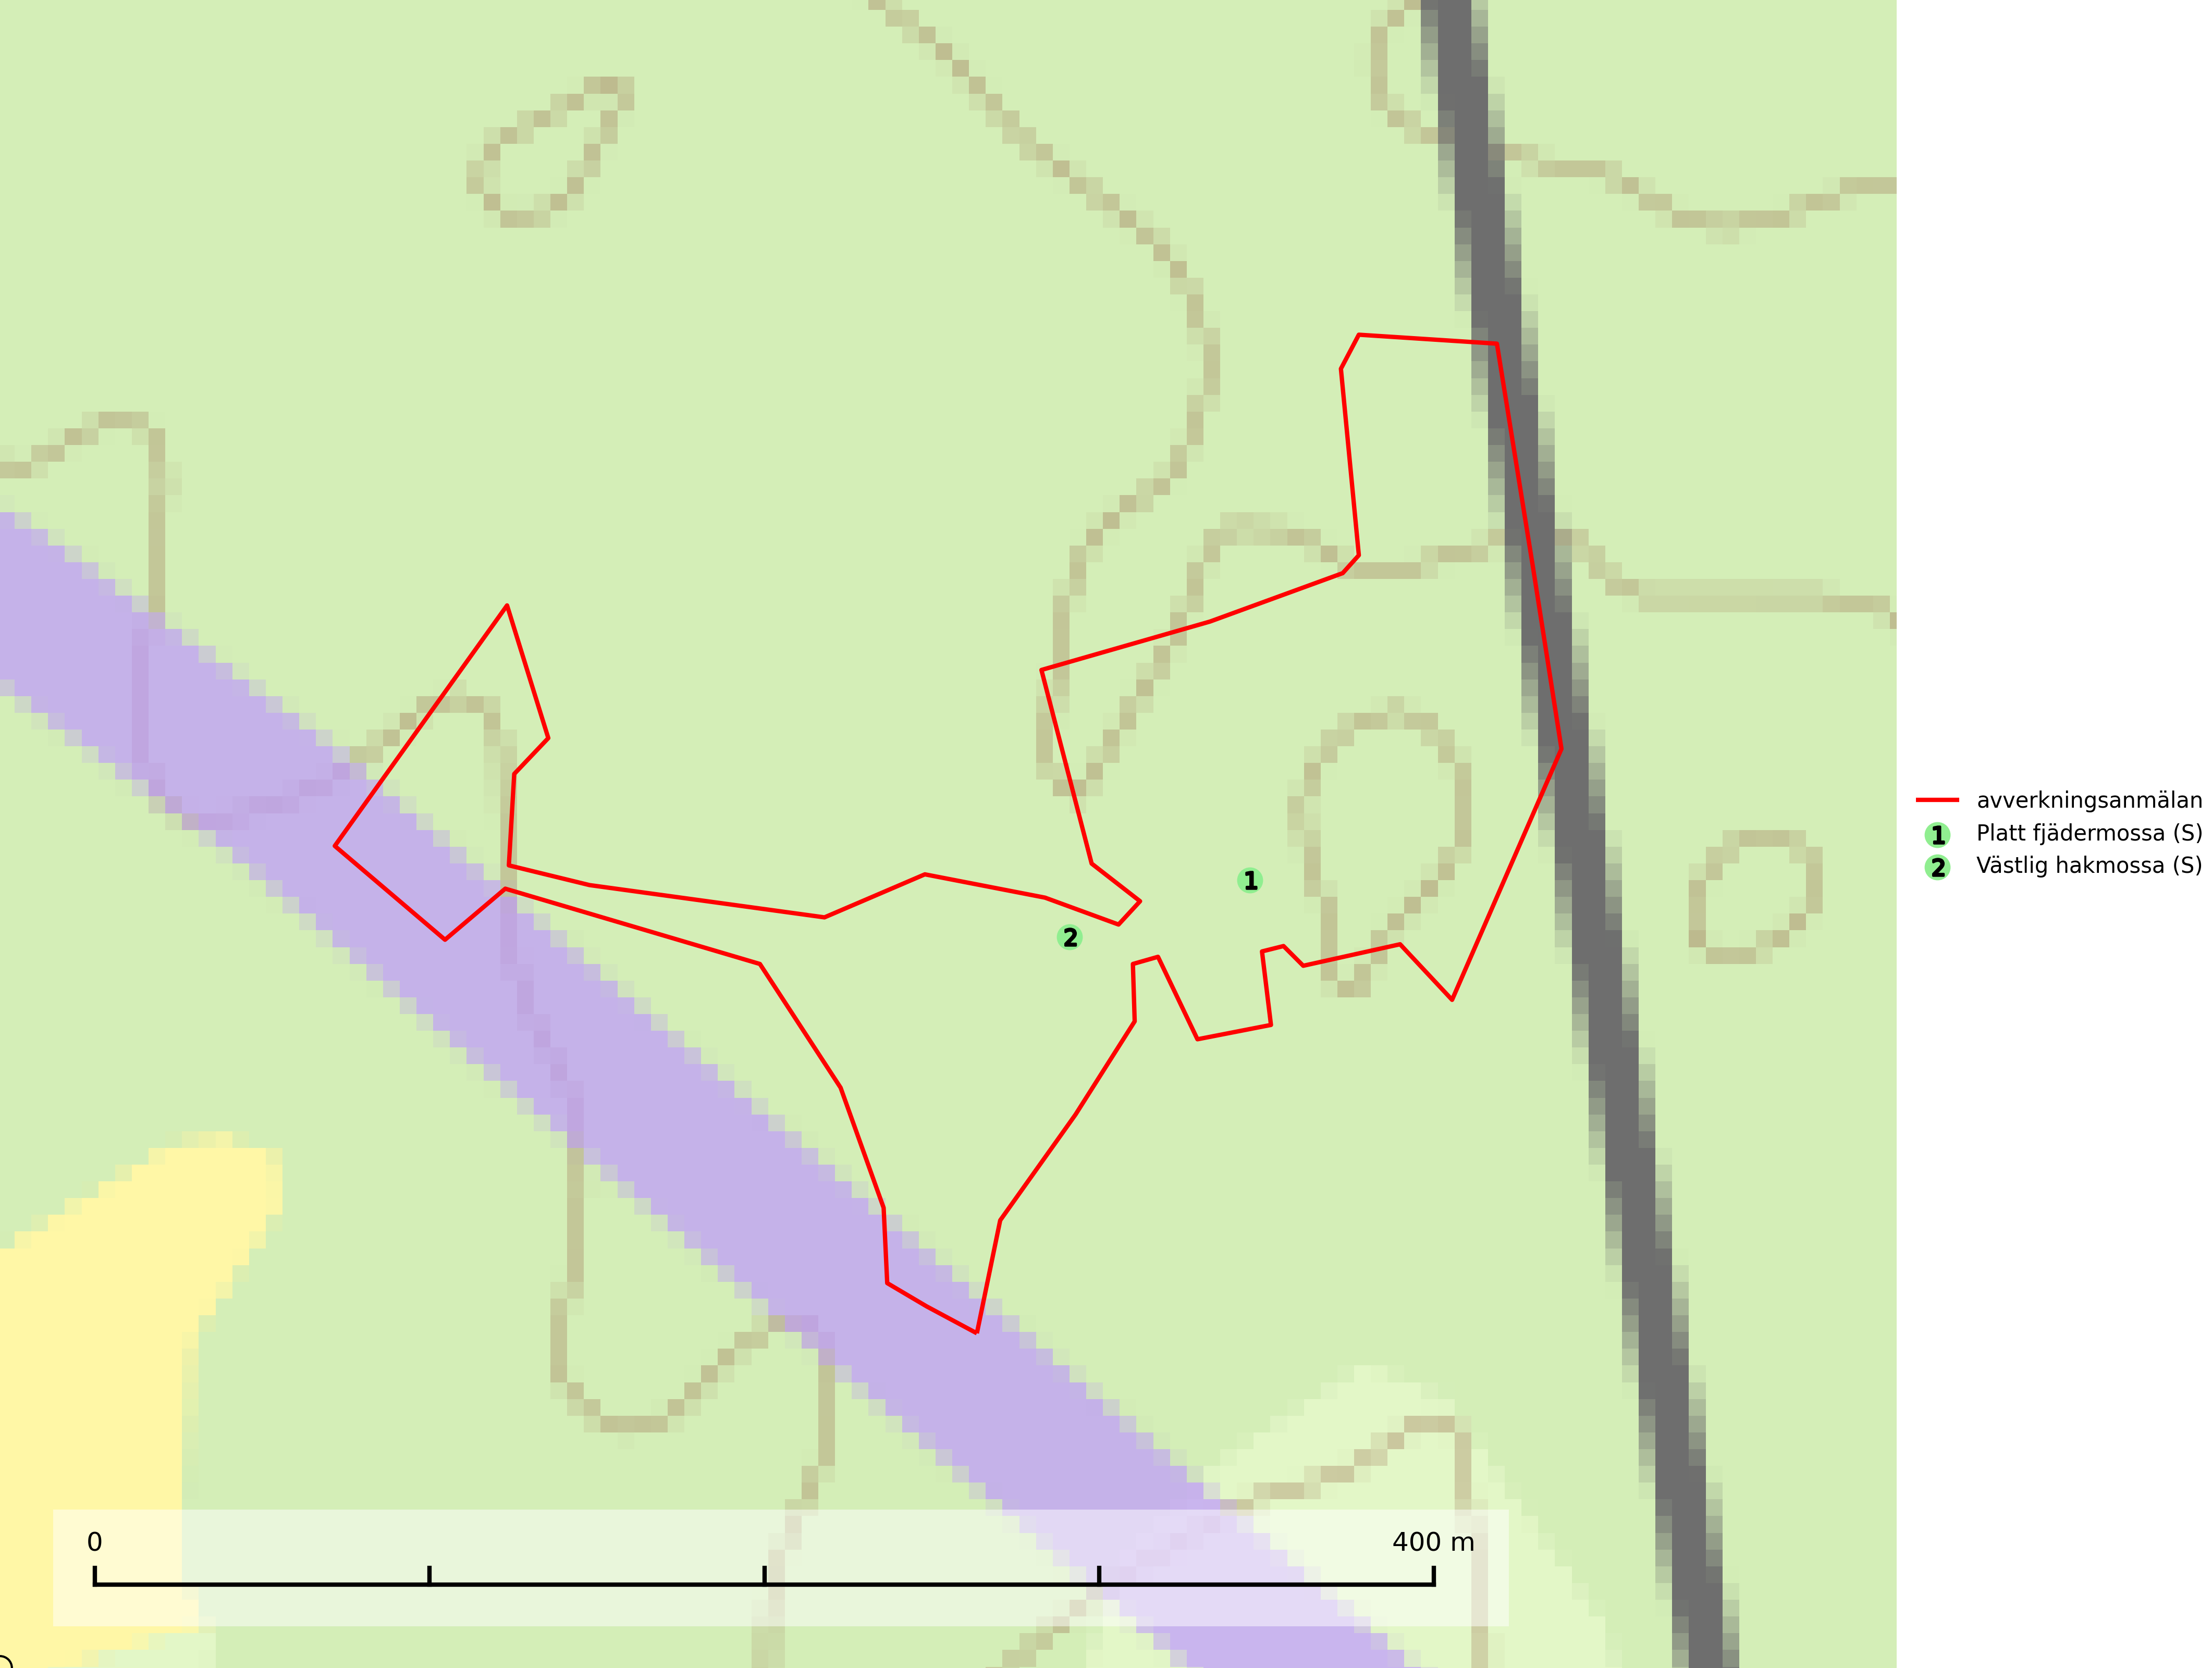 1
2
avverkningsanmälan
1 Platt fjädermossa (S)
2 Västlig hakmossa (S)
0 400 m